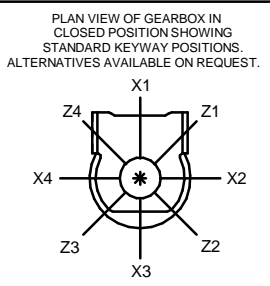 PLAN VIEW OF GEARBOX IN
CLOSED POSITION SHOWING
STANDARD KEYWAY POSITIONS.
ALTERNATIVES AVAILABLE ON REQUEST.
X1
Z4 Z1
X4 X2
Z3 Z2
X3